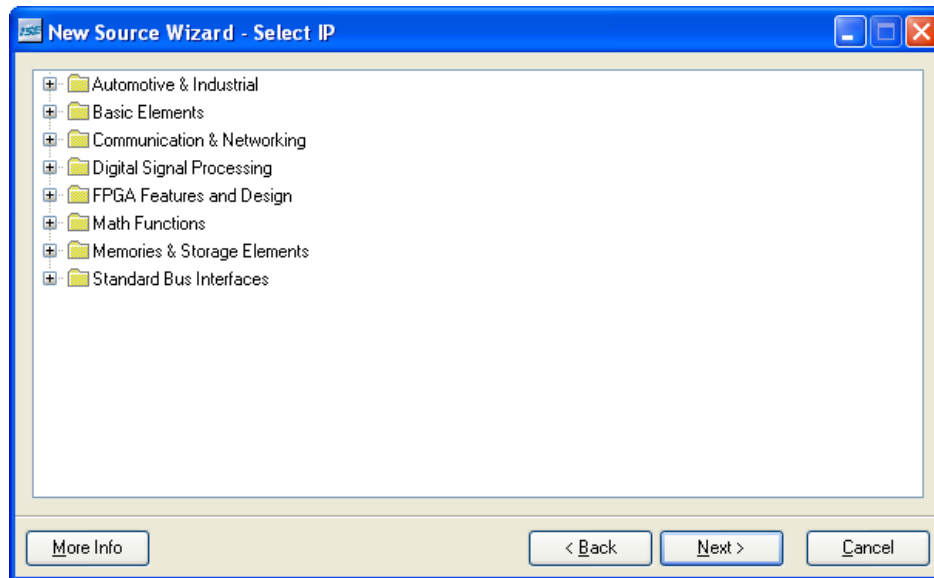 ISE New Source Wizard - Select IP
Automotive & Industrial
Basic Elements
Communication & Networking
Digital Signal Processing
FPGA Features and Design
Math Functions
Memories & Storage Elements
Standard Bus Interfaces
More Info < Back Next > Cancel